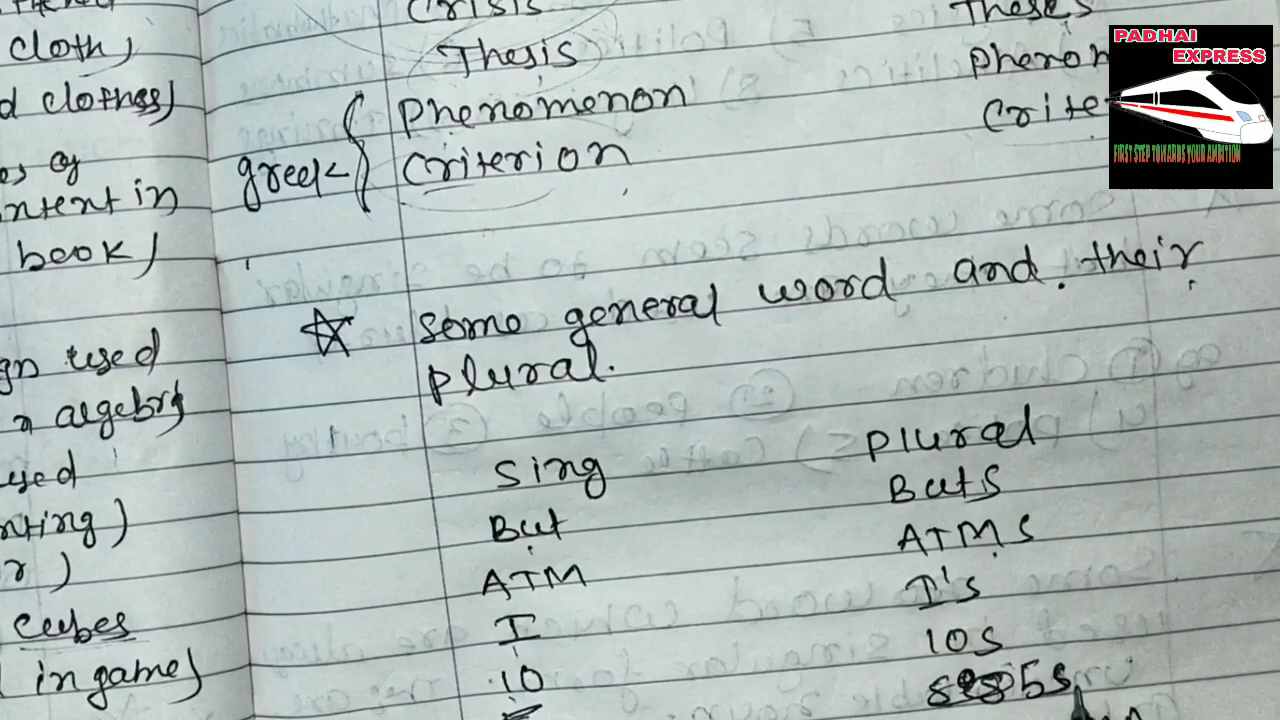 cloth)
d clothes)
es of
ntent in
book)
gn used
n algebra
used
nting)
r)
cubes
in game)
Crisis
Theses
Thesis
Phenomenon
phenom
greek
Criterion
Crite
Some general word and their
plural.
Sing Plural
But Buts
ATM ATMS
I I's
10 10s
5s
PADHAI
EXPRESS
FIRST STEP TOWARDS YOUR AMBITION